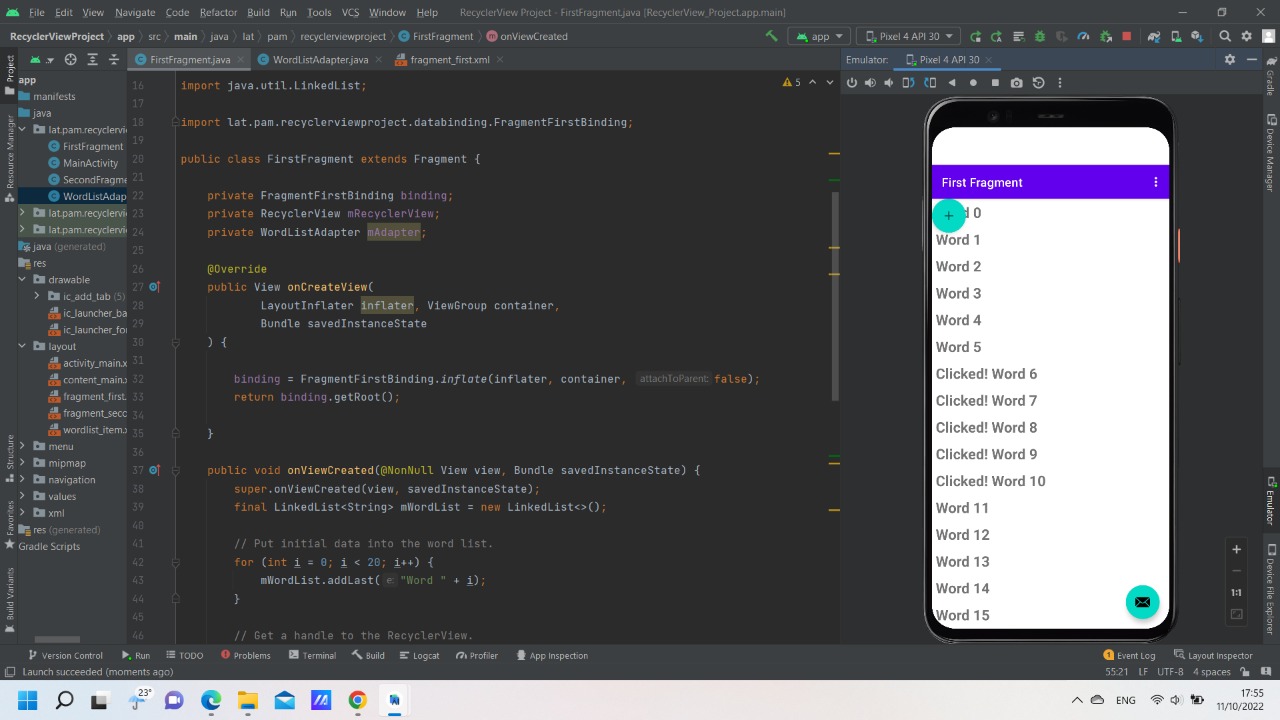 File Edit View Navigate Code Refactor Build Run Tools VCS Window Help RecyclerView Project - FirstFragment.java [RecyclerView_Project.app.main]
RecyclerViewProject app src main java lat pam recyclerviewproject FirstFragment onViewCreated app Pixel 4 API 30
Project
Resource Manager
Structure
Favorites
Build Variants
app
manifests
java
lat.pam.recyclervi
FirstFragment
MainActivity
SecondFragme
WordListAdap
lat.pam.recyclervi
lat.pam.recyclervi
java (generated)
res
drawable
ic_add_tab (5)
ic_launcher_ba
ic_launcher_fo
layout
activity_main.x
content_main.x
fragment_first.
fragment_seco
wordlist_item.x
menu
mipmap
navigation
values
xml
res (generated)
Gradle Scripts
FirstFragment.java WordListAdapter.java fragment_first.xml
5
16 import java.util.LinkedList;
17
18 import lat.pam.recyclerviewproject.databinding.FragmentFirstBinding;
19
20 public class FirstFragment extends Fragment {
21
22 private FragmentFirstBinding binding;
23 private RecyclerView mRecyclerView;
24 private WordListAdapter mAdapter;
25
26 @Override
27 public View onCreateView(
28 LayoutInflater inflater, ViewGroup container,
29 Bundle savedInstanceState
30 ) {
31
32 binding = FragmentFirstBinding.inflate(inflater, container, attachToParent: false);
33 return binding.getRoot();
34
35 }
36
37 public void onViewCreated(@NonNull View view, Bundle savedInstanceState) {
38 super.onViewCreated(view, savedInstanceState);
39 final LinkedList<String> mWordList = new LinkedList<>();
40
41 // Put initial data into the word list.
42 for (int i = 0; i < 20; i++) {
43 mWordList.addLast( e: "Word " + i);
44 }
45
46 // Get a handle to the RecyclerView.
Emulator: Pixel 4 API 30
First Fragment
d 0
Word 1
Word 2
Word 3
Word 4
Word 5
Clicked! Word 6
Clicked! Word 7
Clicked! Word 8
Clicked! Word 9
Clicked! Word 10
Word 11
Word 12
Word 13
Word 14
Word 15
1:1
Gradle
Device Manager
Emulator
Device File Explorer
Version Control Run TODO Problems Terminal Build Logcat Profiler App Inspection 1 Event Log Layout Inspector
Launch succeeded (moments ago) 55:21 LF UTF-8 4 spaces
23° ENG 17:55
11/10/2022